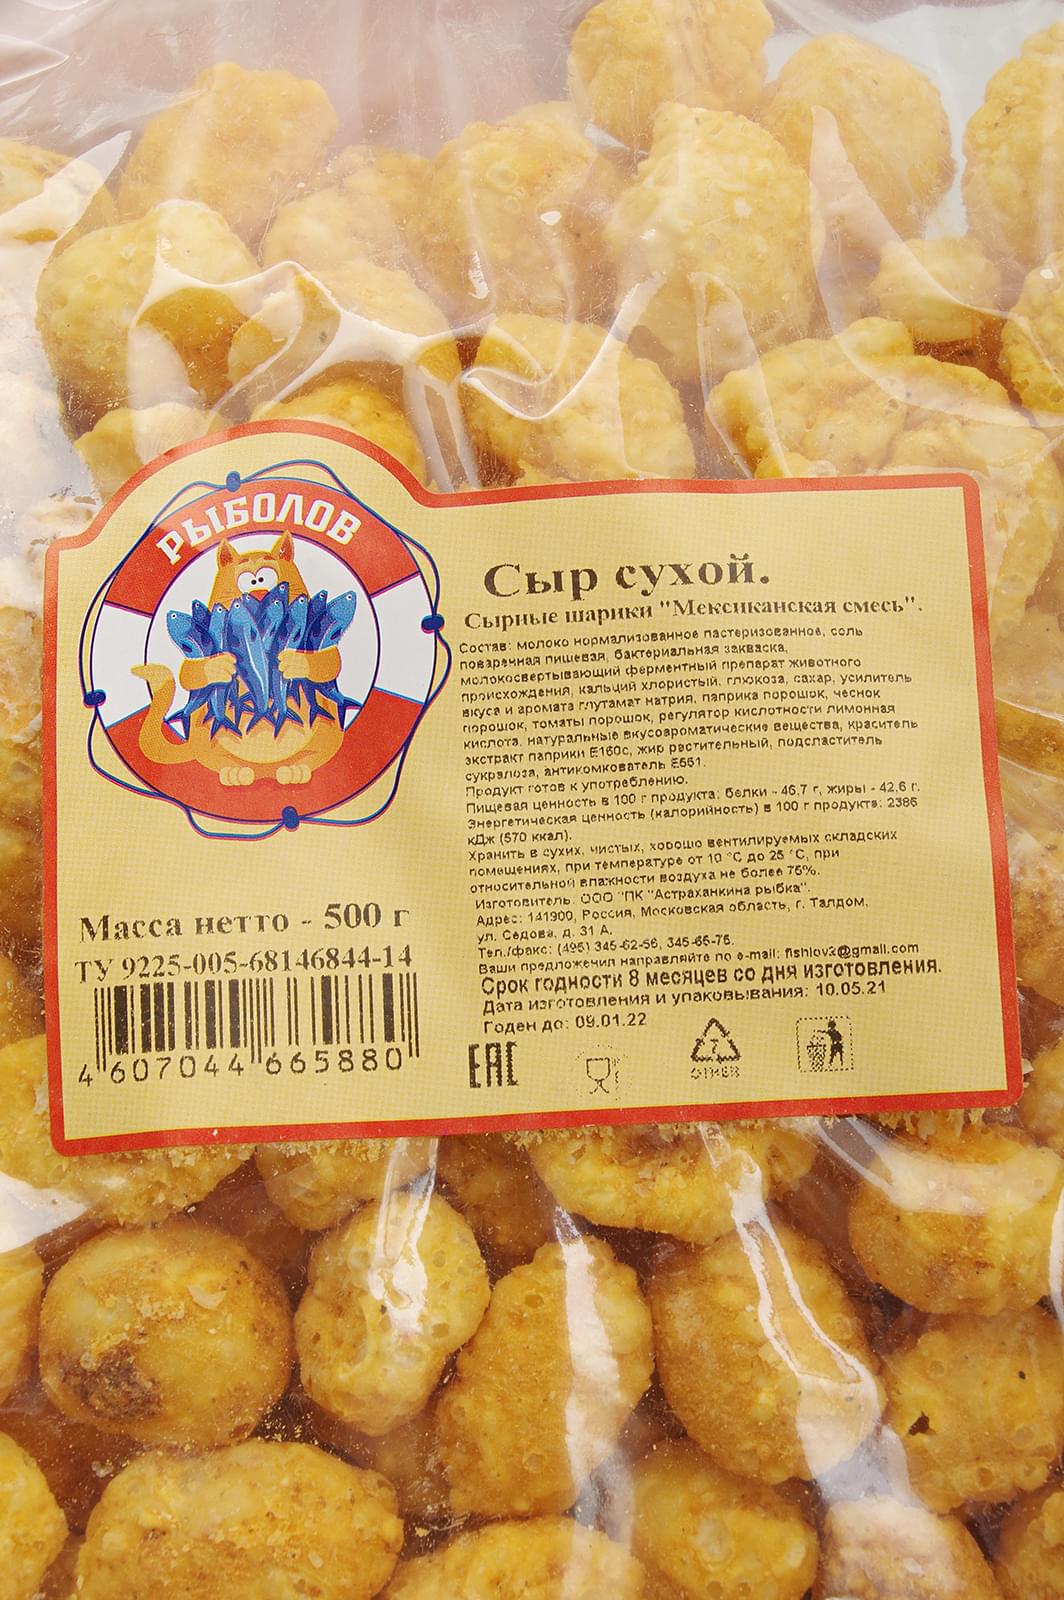 РЫБОЛОВ
Сыр сухой.
Сырные шарики "Мексиканская смесь".
Состав: молоко нормализованное пастеризованное, соль
поваренная пищевая, бактериальная закваска,
молокосвертывающий ферментный препарат животного
происхождения, кальций хлористый, глюкоза, сахар, усилитель
вкуса и аромата глутамат натрия, паприка порошок, чеснок
порошок, томаты порошок, регулятор кислотности лимонная
кислота, натуральные вкусоароматические вещества, краситель
экстракт паприки Е160с, жир растительный, подсластитель
сукралоза, антикомкователь Е551.
Продукт готов к употреблению.
Пищевая ценность в 100 г продукта: белки - 46,7 г, жиры - 42,6 г.
Энергетическая ценность (калорийность) в 100 г продукта: 2386
кДж (570 ккал).
Хранить в сухих, чистых, хорошо вентилируемых складских
помещениях, при температуре от 10 °С до 25 °С, при
относительной влажности воздуха не более 75%.
Изготовитель: ООО "ПК "Астраханкина рыбка".
Адрес: 141900, Россия, Московская область, г. Талдом,
ул. Седова, д. 31 А.
Тел./факс: (495) 345-62-56, 345-65-76.
Ваши предложения направляйте по e-mail: fishlov2@gmail.com
Срок годности 8 месяцев со дня изготовления.
Дата изготовления и упаковывания: 10.05.21
Годен до: 09.01.22
Масса нетто - 500 г
ТУ 9225-005-68146844-14
4 607044 665880
ЕАС
7
OTHER